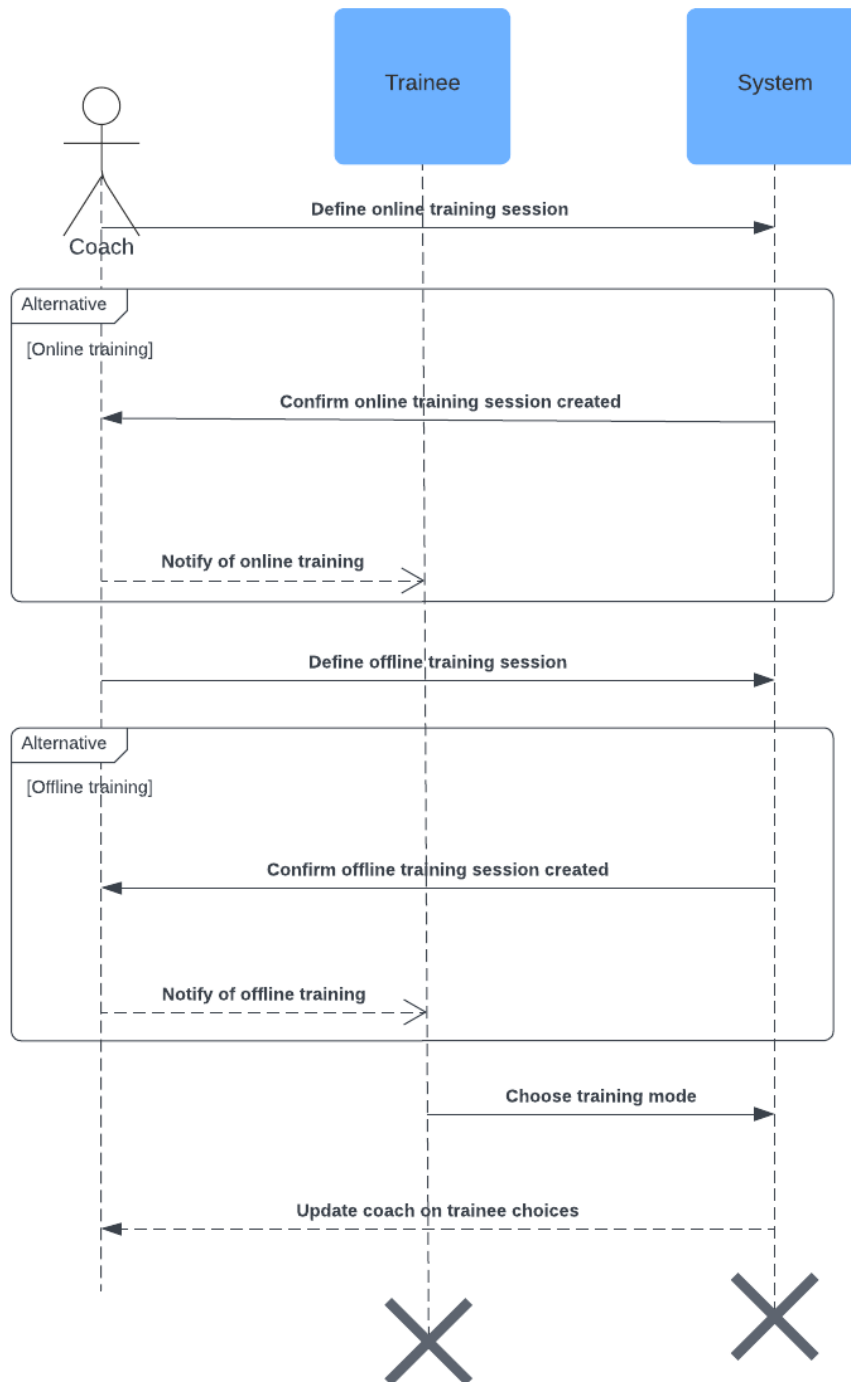 Trainee
System
Coach
Define online training session
Alternative
[Online training]
Confirm online training session created
Notify of online training
Define offline training session
Alternative
[Offline training]
Confirm offline training session created
Notify of offline training
Choose training mode
Update coach on trainee choices